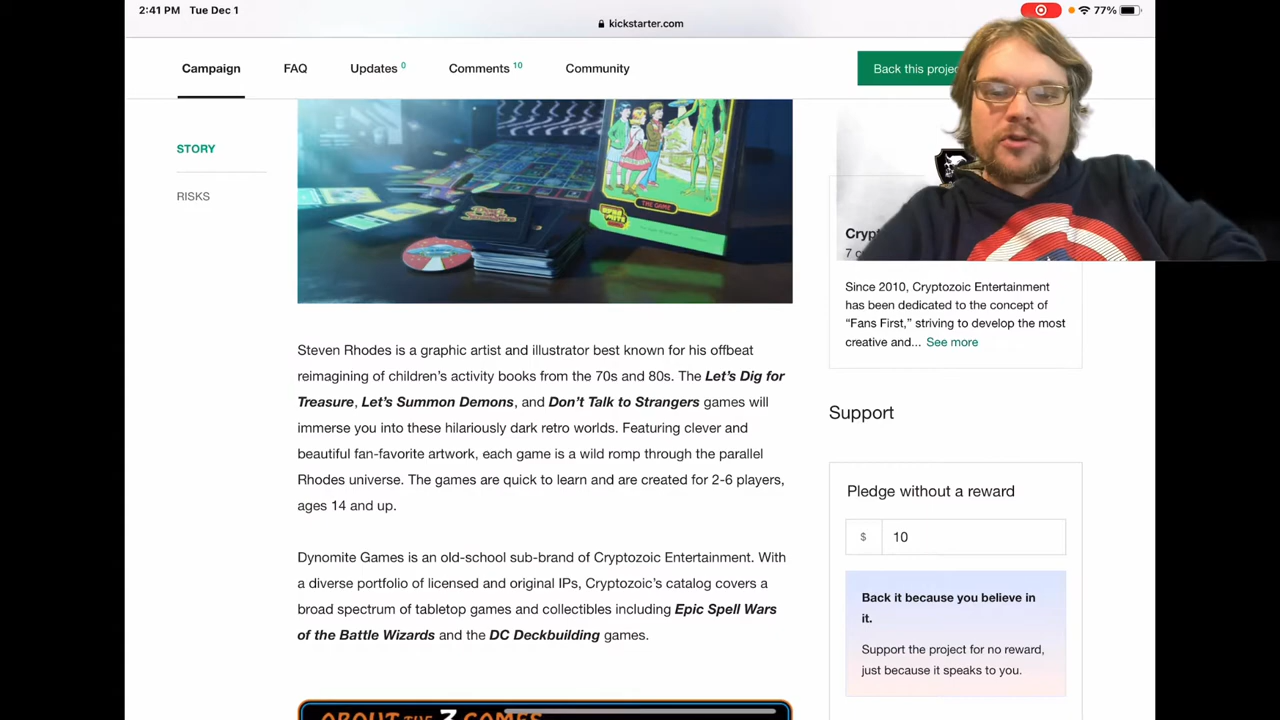 2:41 PM Tue Dec 1
77%
kickstarter.com
Campaign FAQ Updates 0 Comments 10 Community
Back this projec
STORY
RISKS
THE GAME
Cryp
7 c
Since 2010, Cryptozoic Entertainment
has been dedicated to the concept of
“Fans First,” striving to develop the most
creative and... See more
Steven Rhodes is a graphic artist and illustrator best known for his offbeat
reimagining of children’s activity books from the 70s and 80s. The Let’s Dig for
Treasure, Let’s Summon Demons, and Don’t Talk to Strangers games will
immerse you into these hilariously dark retro worlds. Featuring clever and
beautiful fan-favorite artwork, each game is a wild romp through the parallel
Rhodes universe. The games are quick to learn and are created for 2-6 players,
ages 14 and up.
Dynomite Games is an old-school sub-brand of Cryptozoic Entertainment. With
a diverse portfolio of licensed and original IPs, Cryptozoic’s catalog covers a
broad spectrum of tabletop games and collectibles including Epic Spell Wars
of the Battle Wizards and the DC Deckbuilding games.
ABOUT THE 3 GAMES
Support
Pledge without a reward
$ 10
Back it because you believe in
it.
Support the project for no reward,
just because it speaks to you.